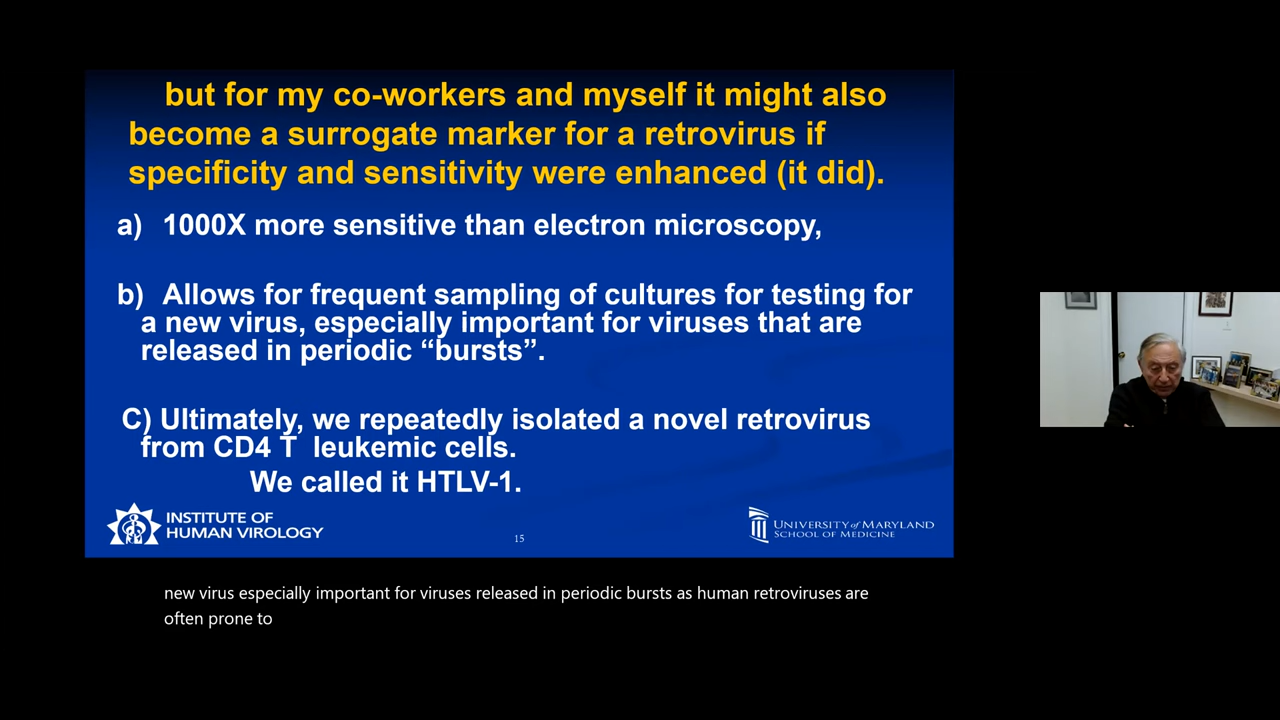 but for my co-workers and myself it might also
become a surrogate marker for a retrovirus if
specificity and sensitivity were enhanced (it did).
a) 1000X more sensitive than electron microscopy,
b) Allows for frequent sampling of cultures for testing for
a new virus, especially important for viruses that are
released in periodic “bursts”.
C) Ultimately, we repeatedly isolated a novel retrovirus
from CD4 T leukemic cells.
We called it HTLV-1.
INSTITUTE OF
HUMAN VIROLOGY
15
UNIVERSITY of MARYLAND
SCHOOL OF MEDICINE
new virus especially important for viruses released in periodic bursts as human retroviruses are
often prone to